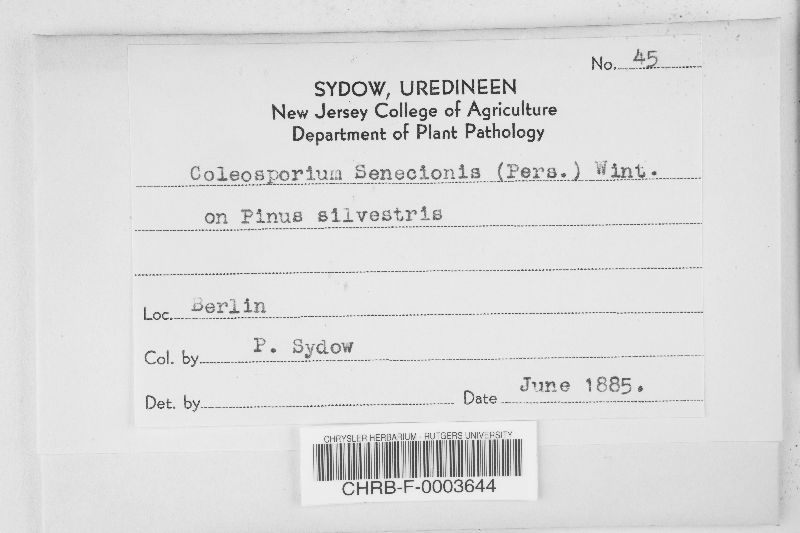 No. 45
SYDOW, UREDINEEN
New Jersey College of Agriculture
Department of Plant Pathology
Coleosporium Senecionis (Pers.) Wint.
on Pinus silvestris
Loc. Berlin
Col. by P. Sydow
Det. by Date June 1885.
CHRYSLER HERBARIUM - RUTGERS UNIVERSITY
CHRB-F-0003644